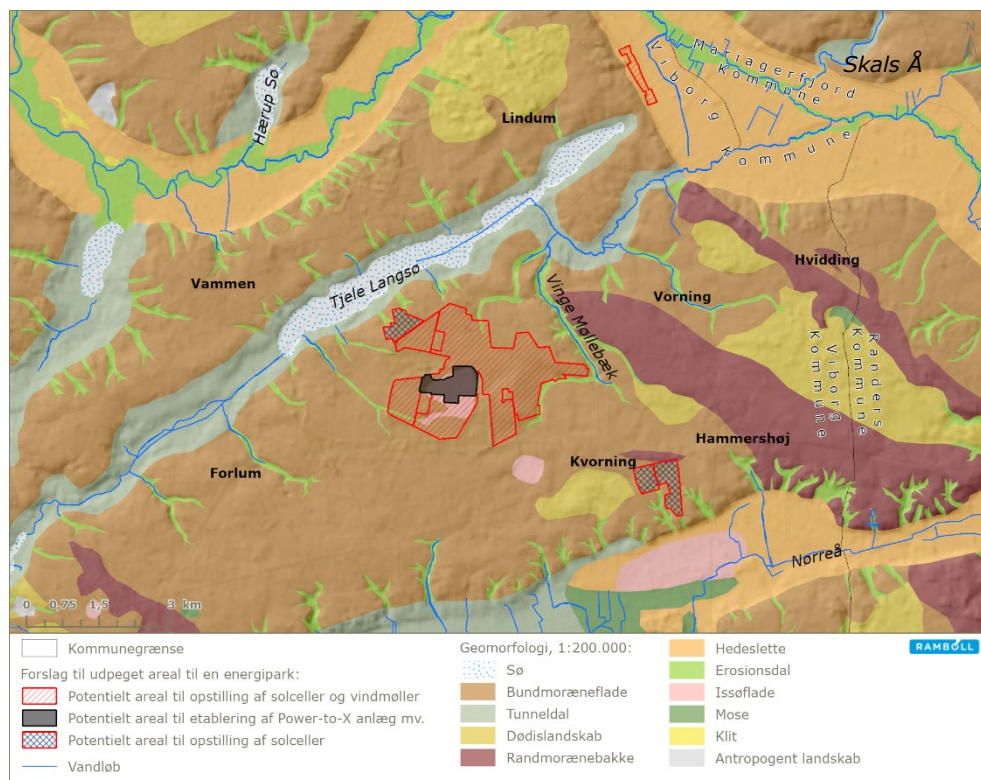 N
Mariagerfjord
Kommune
Skals Å
Viborg
Kommune
Hærup Sø
Lindum
Hvidding
Vammen
Tjele Langsø
Vorning
Vinge Møllebæk
Viborg
Kommune
Randers
Kommune
Hammershøj
Forlum
Kvorning
Nørreå
0 0,75 1,5 3 km
Kommunegrænse
Forslag til udpeget areal til en energipark:
Potentielt areal til opstilling af solceller og vindmøller
Potentielt areal til etablering af Power-to-X anlæg mv.
Potentielt areal til opstilling af solceller
Vandløb
Geomorfologi, 1:200.000:
Sø
Bundmoræneflade
Tunneldal
Dødislandskab
Randmorænebakke
Hedeslette
Erosionsdal
Issøflade
Mose
Klit
Antropogent landskab
RAMBOLL